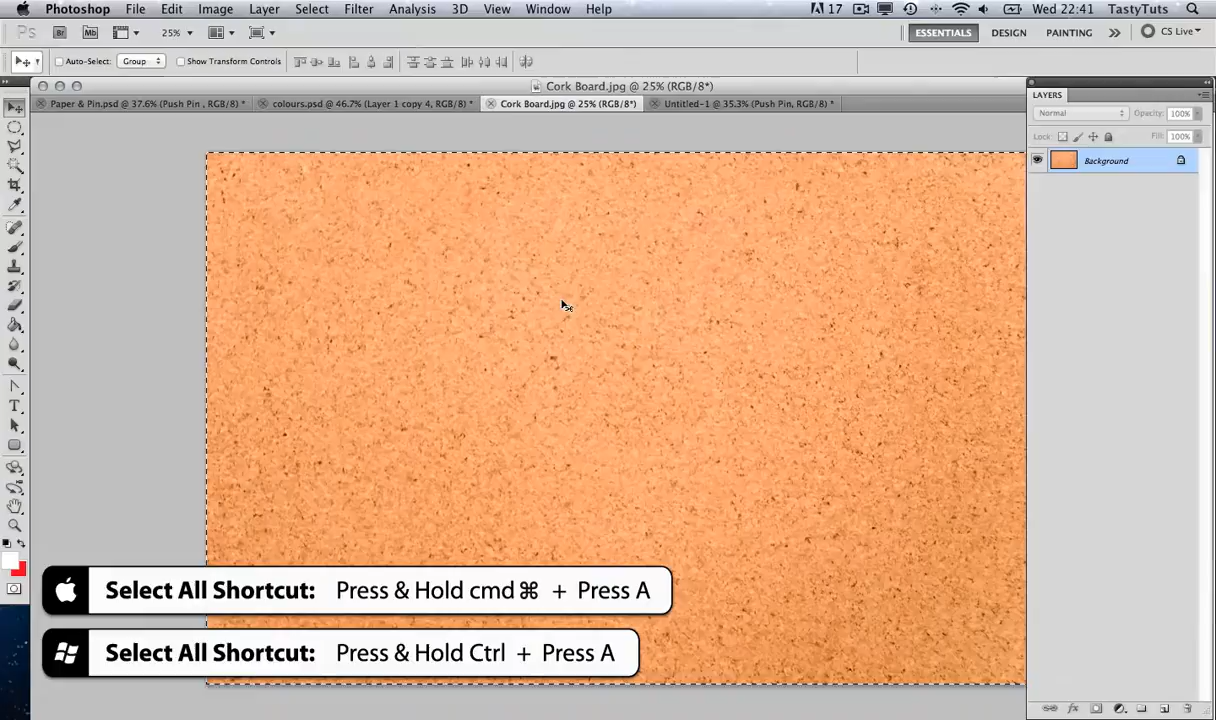 Photoshop File Edit Image Layer Select Filter Analysis 3D View Window Help 17 Wed 22:41 TastyTuts
Ps Br Mb 25% ESSENTIALS DESIGN PAINTING >> CS Live
Auto-Select: Group Show Transform Controls
Cork Board.jpg @ 25% (RGB/8*)
Paper & Pin.psd @ 37.6% (Push Pin , RGB/8) *
colours.psd @ 46.7% (Layer 1 copy 4, RGB/8) *
Cork Board.jpg @ 25% (RGB/8*)
Untitled-1 @ 35.3% (Push Pin, RGB/8) *
LAYERS
Normal Opacity: 100%
Lock: Fill: 100%
Background
Select All Shortcut: Press & Hold cmd ⌘ + Press A
Select All Shortcut: Press & Hold Ctrl + Press A